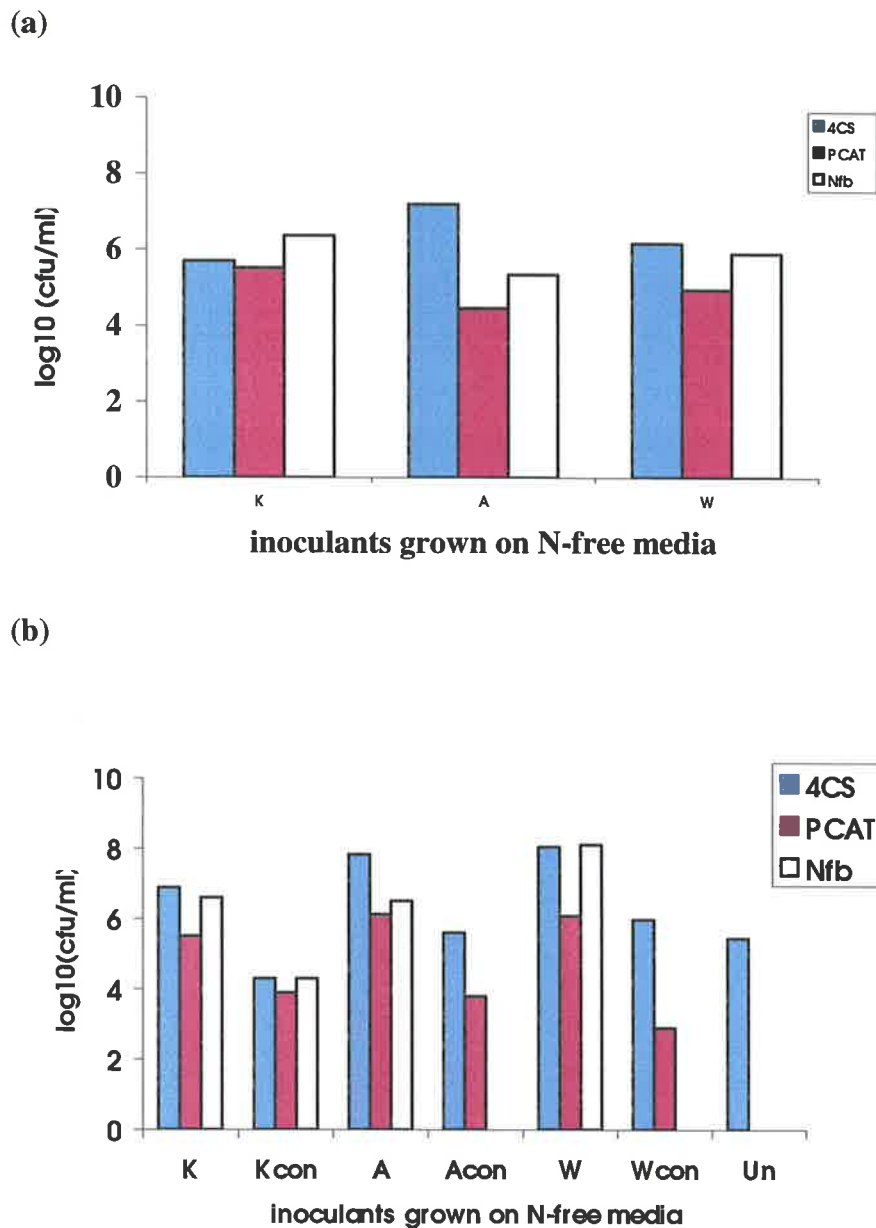 (a)
10
8
6
4
2
0
log10 (cfu/ml)
K A W
inoculants grown on N-free media
4CS
PCAT
Nfb
(b)
10
8
6
4
2
0
log10(cfu/ml)
K Kcon A Acon W Wcon Un
inoculants grown on N-free media
4CS
PCAT
Nfb